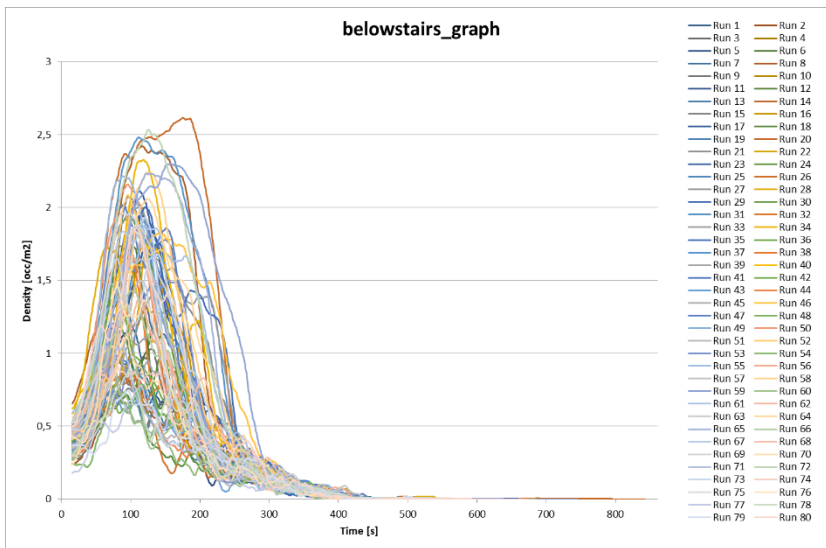 belowstairs_graph
3
2,5
2
1,5
1
0,5
0
Density [occ/m2]
0 100 200 300 400 500 600 700 800
Time [s]
Run 1 Run 2
Run 3 Run 4
Run 5 Run 6
Run 7 Run 8
Run 9 Run 10
Run 11 Run 12
Run 13 Run 14
Run 15 Run 16
Run 17 Run 18
Run 19 Run 20
Run 21 Run 22
Run 23 Run 24
Run 25 Run 26
Run 27 Run 28
Run 29 Run 30
Run 31 Run 32
Run 33 Run 34
Run 35 Run 36
Run 37 Run 38
Run 39 Run 40
Run 41 Run 42
Run 43 Run 44
Run 45 Run 46
Run 47 Run 48
Run 49 Run 50
Run 51 Run 52
Run 53 Run 54
Run 55 Run 56
Run 57 Run 58
Run 59 Run 60
Run 61 Run 62
Run 63 Run 64
Run 65 Run 66
Run 67 Run 68
Run 69 Run 70
Run 71 Run 72
Run 73 Run 74
Run 75 Run 76
Run 77 Run 78
Run 79 Run 80